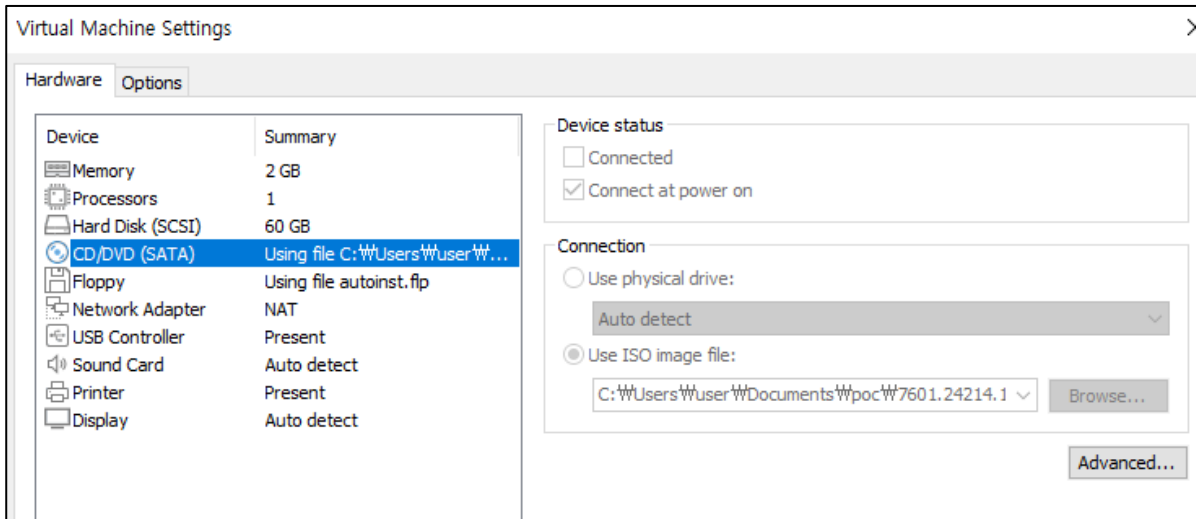 Virtual Machine Settings
Hardware Options
Device Summary
Memory 2 GB
Processors 1
Hard Disk (SCSI) 60 GB
CD/DVD (SATA) Using file C:₩Users₩user₩...
Floppy Using file autoinst.flp
Network Adapter NAT
USB Controller Present
Sound Card Auto detect
Printer Present
Display Auto detect
Device status
Connected
Connect at power on
Connection
Use physical drive:
Auto detect
Use ISO image file:
C:₩Users₩user₩Documents₩poc₩7601.24214.1 Browse...
Advanced...